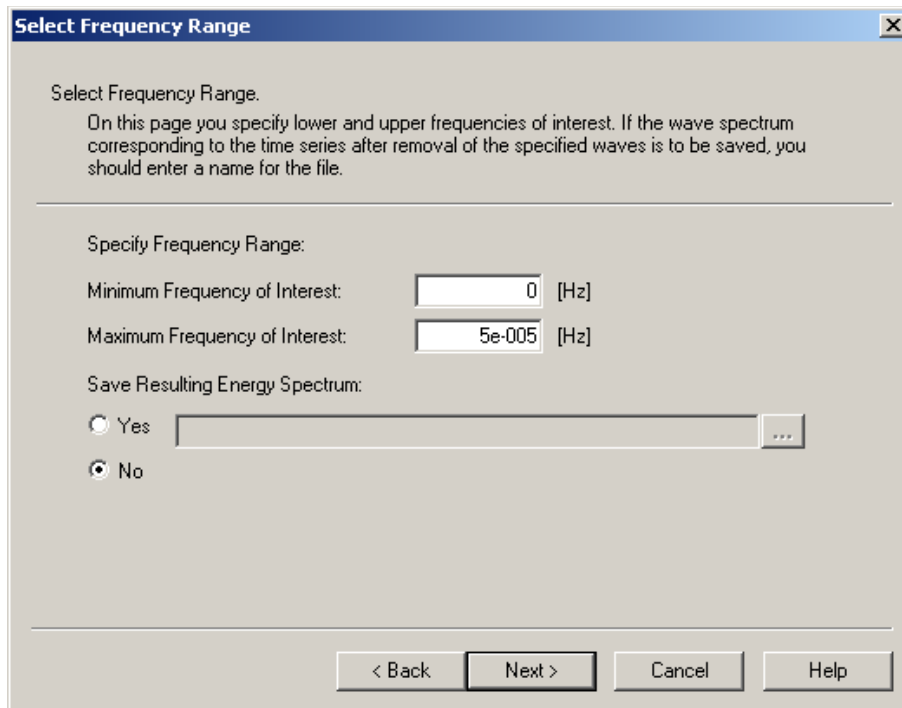 Select Frequency Range
Select Frequency Range.
On this page you specify lower and upper frequencies of interest. If the wave spectrum
corresponding to the time series after removal of the specified waves is to be saved, you
should enter a name for the file.
Specify Frequency Range:
Minimum Frequency of Interest: 0 [Hz]
Maximum Frequency of Interest: 5e-005 [Hz]
Save Resulting Energy Spectrum:
Yes ...
No
< Back Next > Cancel Help